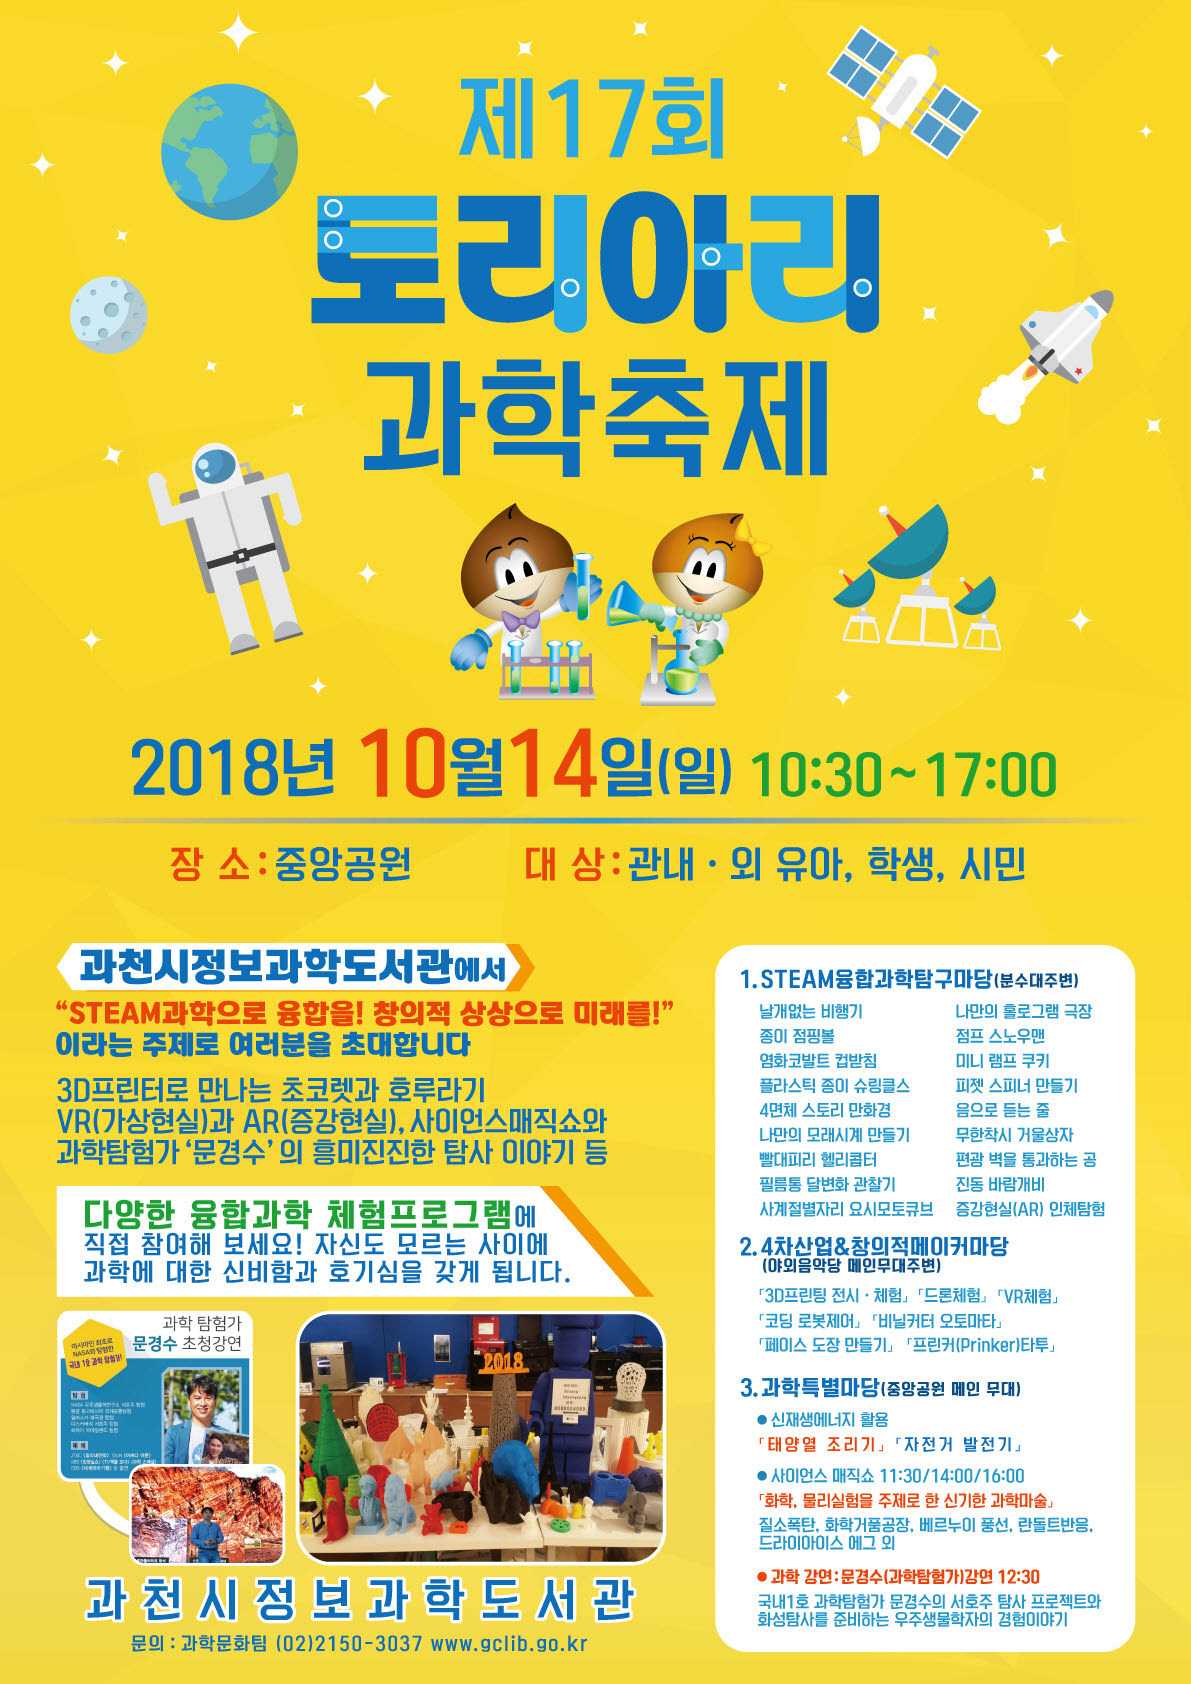 제17회
토리아리
과학축제
2018년 10월14일(일) 10:30~17:00
장 소 : 중앙공원
대 상 : 관내 · 외 유아, 학생, 시민
과천시정보과학도서관에서
“STEAM과학으로 융합을! 창의적 상상으로 미래를!”
이라는 주제로 여러분을 초대합니다
3D프린터로 만나는 초코렛과 호루라기
VR(가상현실)과 AR(증강현실), 사이언스매직쇼와
과학탐험가 ‘문경수’ 의 흥미진진한 탐사 이야기 등
다양한 융합과학 체험프로그램에
직접 참여해 보세요! 자신도 모르는 사이에
과학에 대한 신비함과 호기심을 갖게 됩니다.
아시아인 최초로
NASA와 탐험한
국내 1호 과학 탐험가!
과학 탐험가
문경수 초청강연
탐 험
매 체
2018
과천시정보과학도서관
문의 : 과학문화팀 (02)2150-3037 www.gclib.go.kr
1. STEAM융합과학탐구마당(분수대주변)
날개없는 비행기
나만의 홀로그램 극장
종이 점핑볼
점프 스노우맨
염화코발트 컵받침
미니 램프 쿠키
플라스틱 종이 슈링클스
피젯 스피너 만들기
4면체 스토리 만화경
음으로 듣는 줄
나만의 모래시계 만들기
무한착시 거울상자
빨대피리 헬리콥터
편광 벽을 통과하는 공
필름통 달변화 관찰기
진동 바람개비
사계절별자리 요시모토큐브
증강현실(AR) 인체탐험
2. 4차산업&창의적메이커마당
(야외음악당 메인무대주변)
「3D프린팅 전시 · 체험」 「드론체험」 「VR체험」
「코딩 로봇제어」 「비닐커터 오토마타」
「페이스 도장 만들기」 「프린커(Prinker)타투」
3. 과학특별마당(중앙공원 메인 무대)
● 신재생에너지 활용
「태양열 조리기」 「자전거 발전기」
● 사이언스 매직쇼 11:30/14:00/16:00
「화학, 물리실험을 주제로 한 신기한 과학마술」
질소폭탄, 화학거품공장, 베르누이 풍선, 란돌트반응,
드라이아이스 에그 외
● 과학 강연 : 문경수(과학탐험가)강연 12:30
국내1호 과학탐험가 문경수의 서호주 탐사 프로젝트와
화성탐사를 준비하는 우주생물학자의 경험이야기